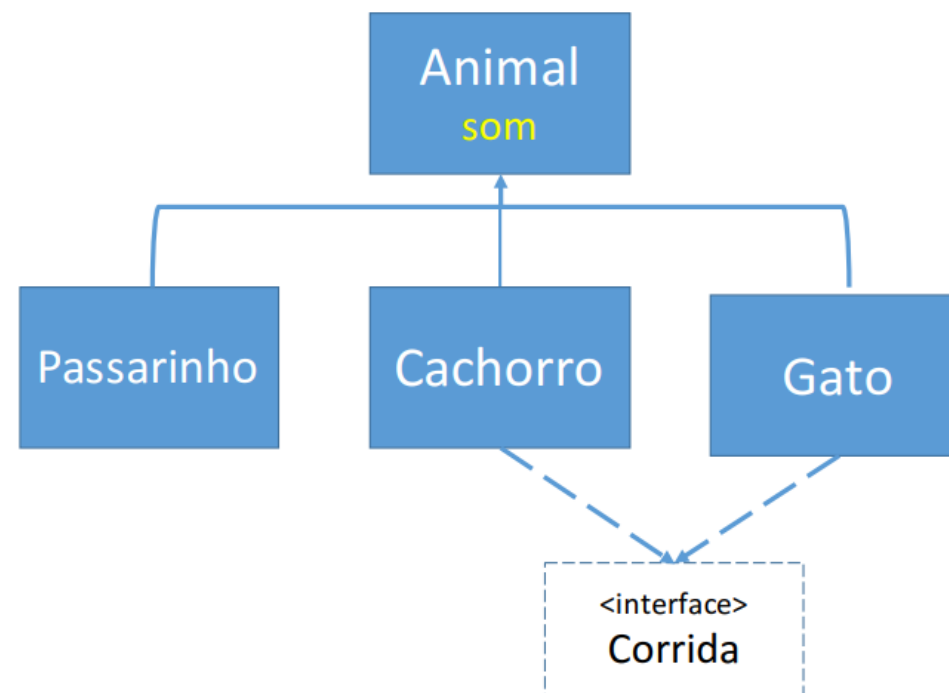 Animal
som
Passarinho
Cachorro
Gato
<interface>
Corrida